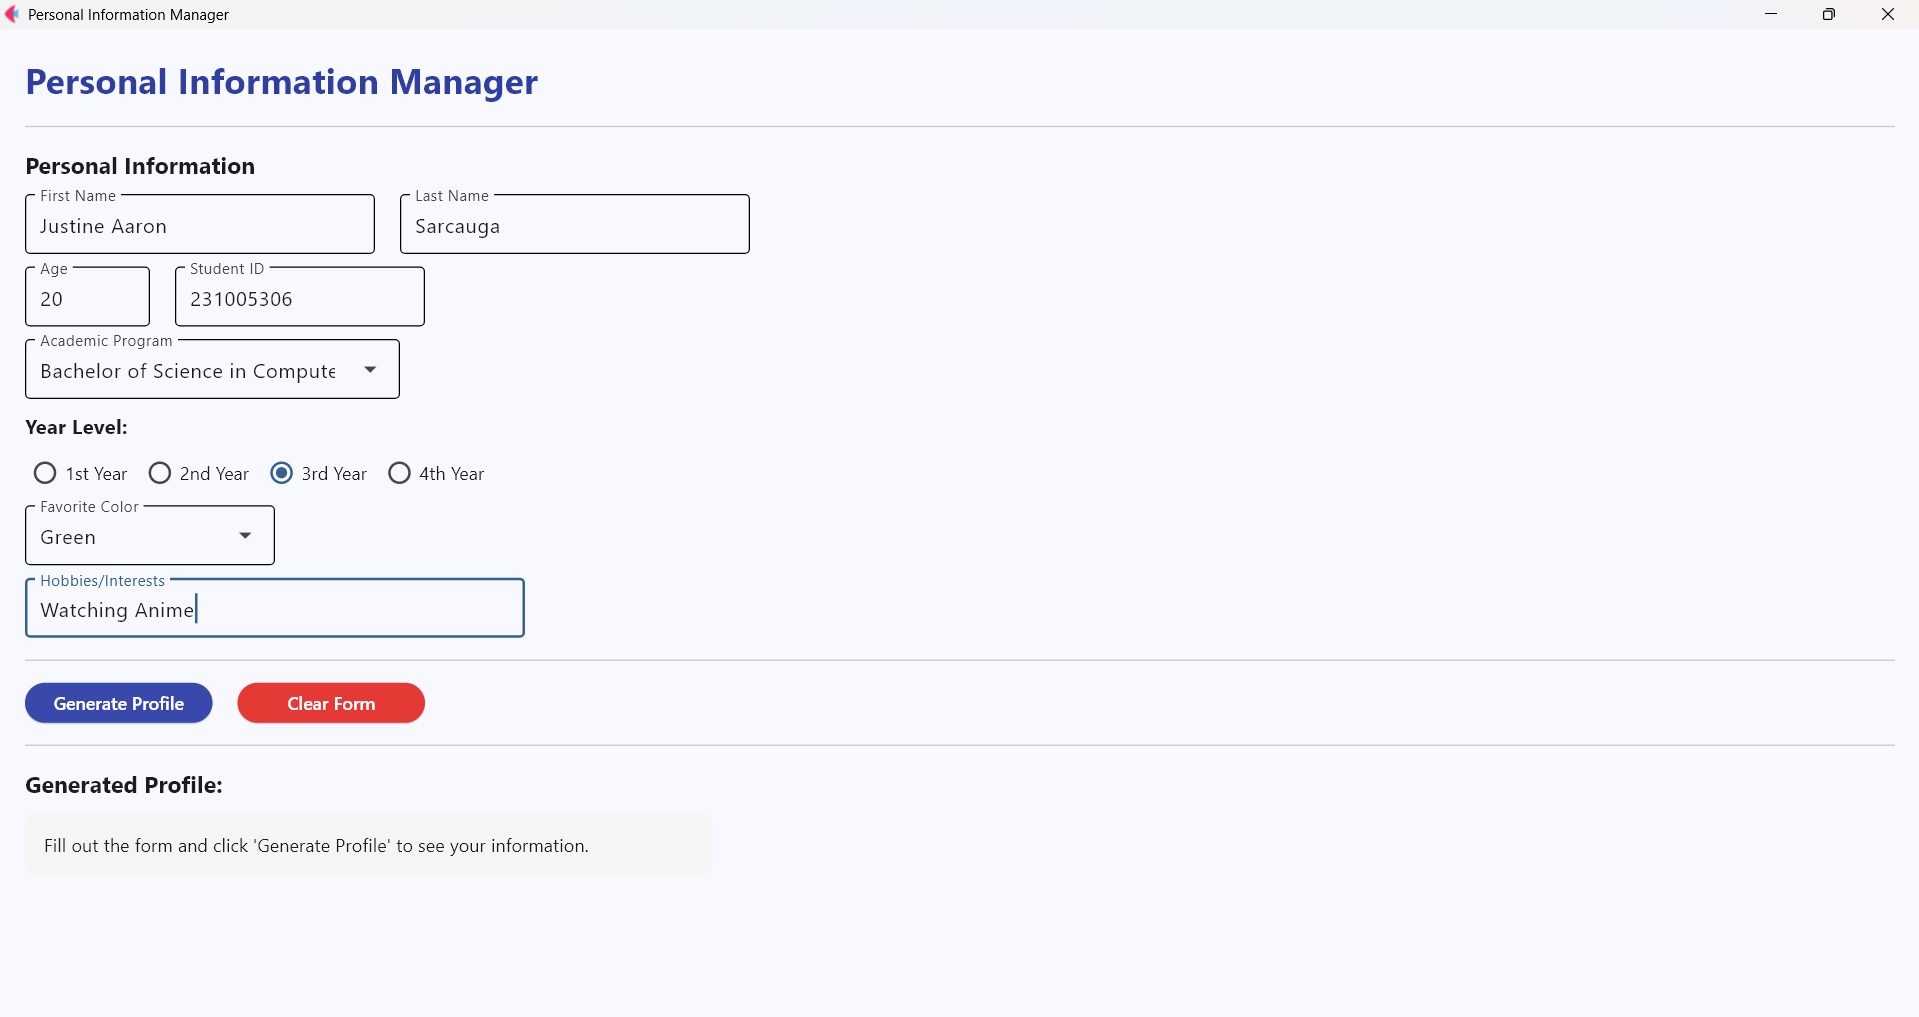 Personal Information Manager
Personal Information Manager
Personal Information
First Name
Last Name
Justine Aaron
Sarcauga
Age
Student ID
20
231005306
Academic Program
Bachelor of Science in Compute
Year Level:
1st Year 2nd Year 3rd Year 4th Year
Favorite Color
Green
Hobbies/Interests
Watching Anime
Generate Profile
Clear Form
Generated Profile:
Fill out the form and click 'Generate Profile' to see your information.